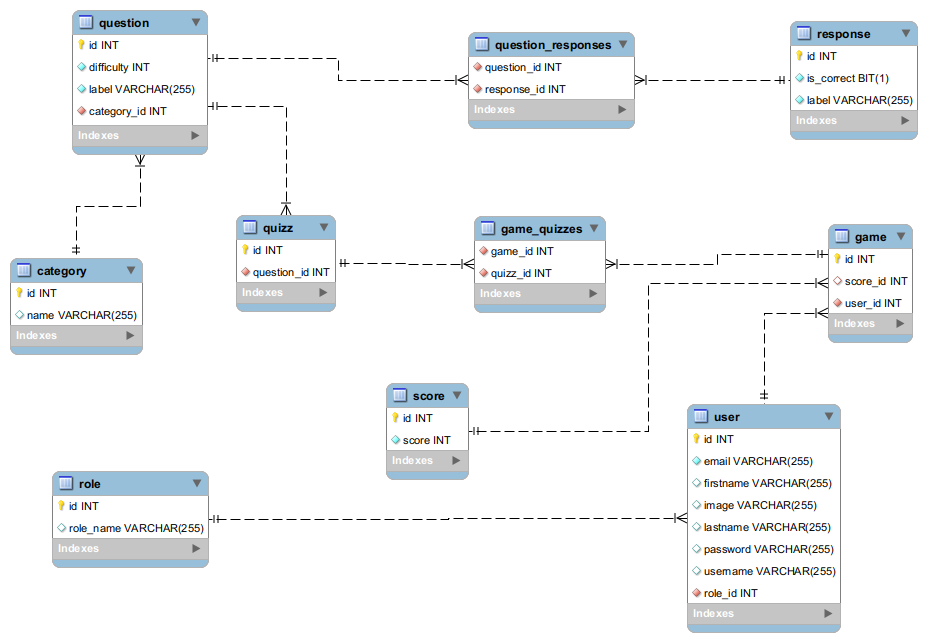 question
id INT
difficulty INT
label VARCHAR(255)
category_id INT
Indexes
question_responses
question_id INT
response_id INT
Indexes
response
id INT
is_correct BIT(1)
label VARCHAR(255)
Indexes
category
id INT
name VARCHAR(255)
Indexes
quizz
id INT
question_id INT
Indexes
game_quizzes
game_id INT
quizz_id INT
Indexes
game
id INT
score_id INT
user_id INT
Indexes
score
id INT
score INT
Indexes
role
id INT
role_name VARCHAR(255)
Indexes
user
id INT
email VARCHAR(255)
firstname VARCHAR(255)
image VARCHAR(255)
lastname VARCHAR(255)
password VARCHAR(255)
username VARCHAR(255)
role_id INT
Indexes